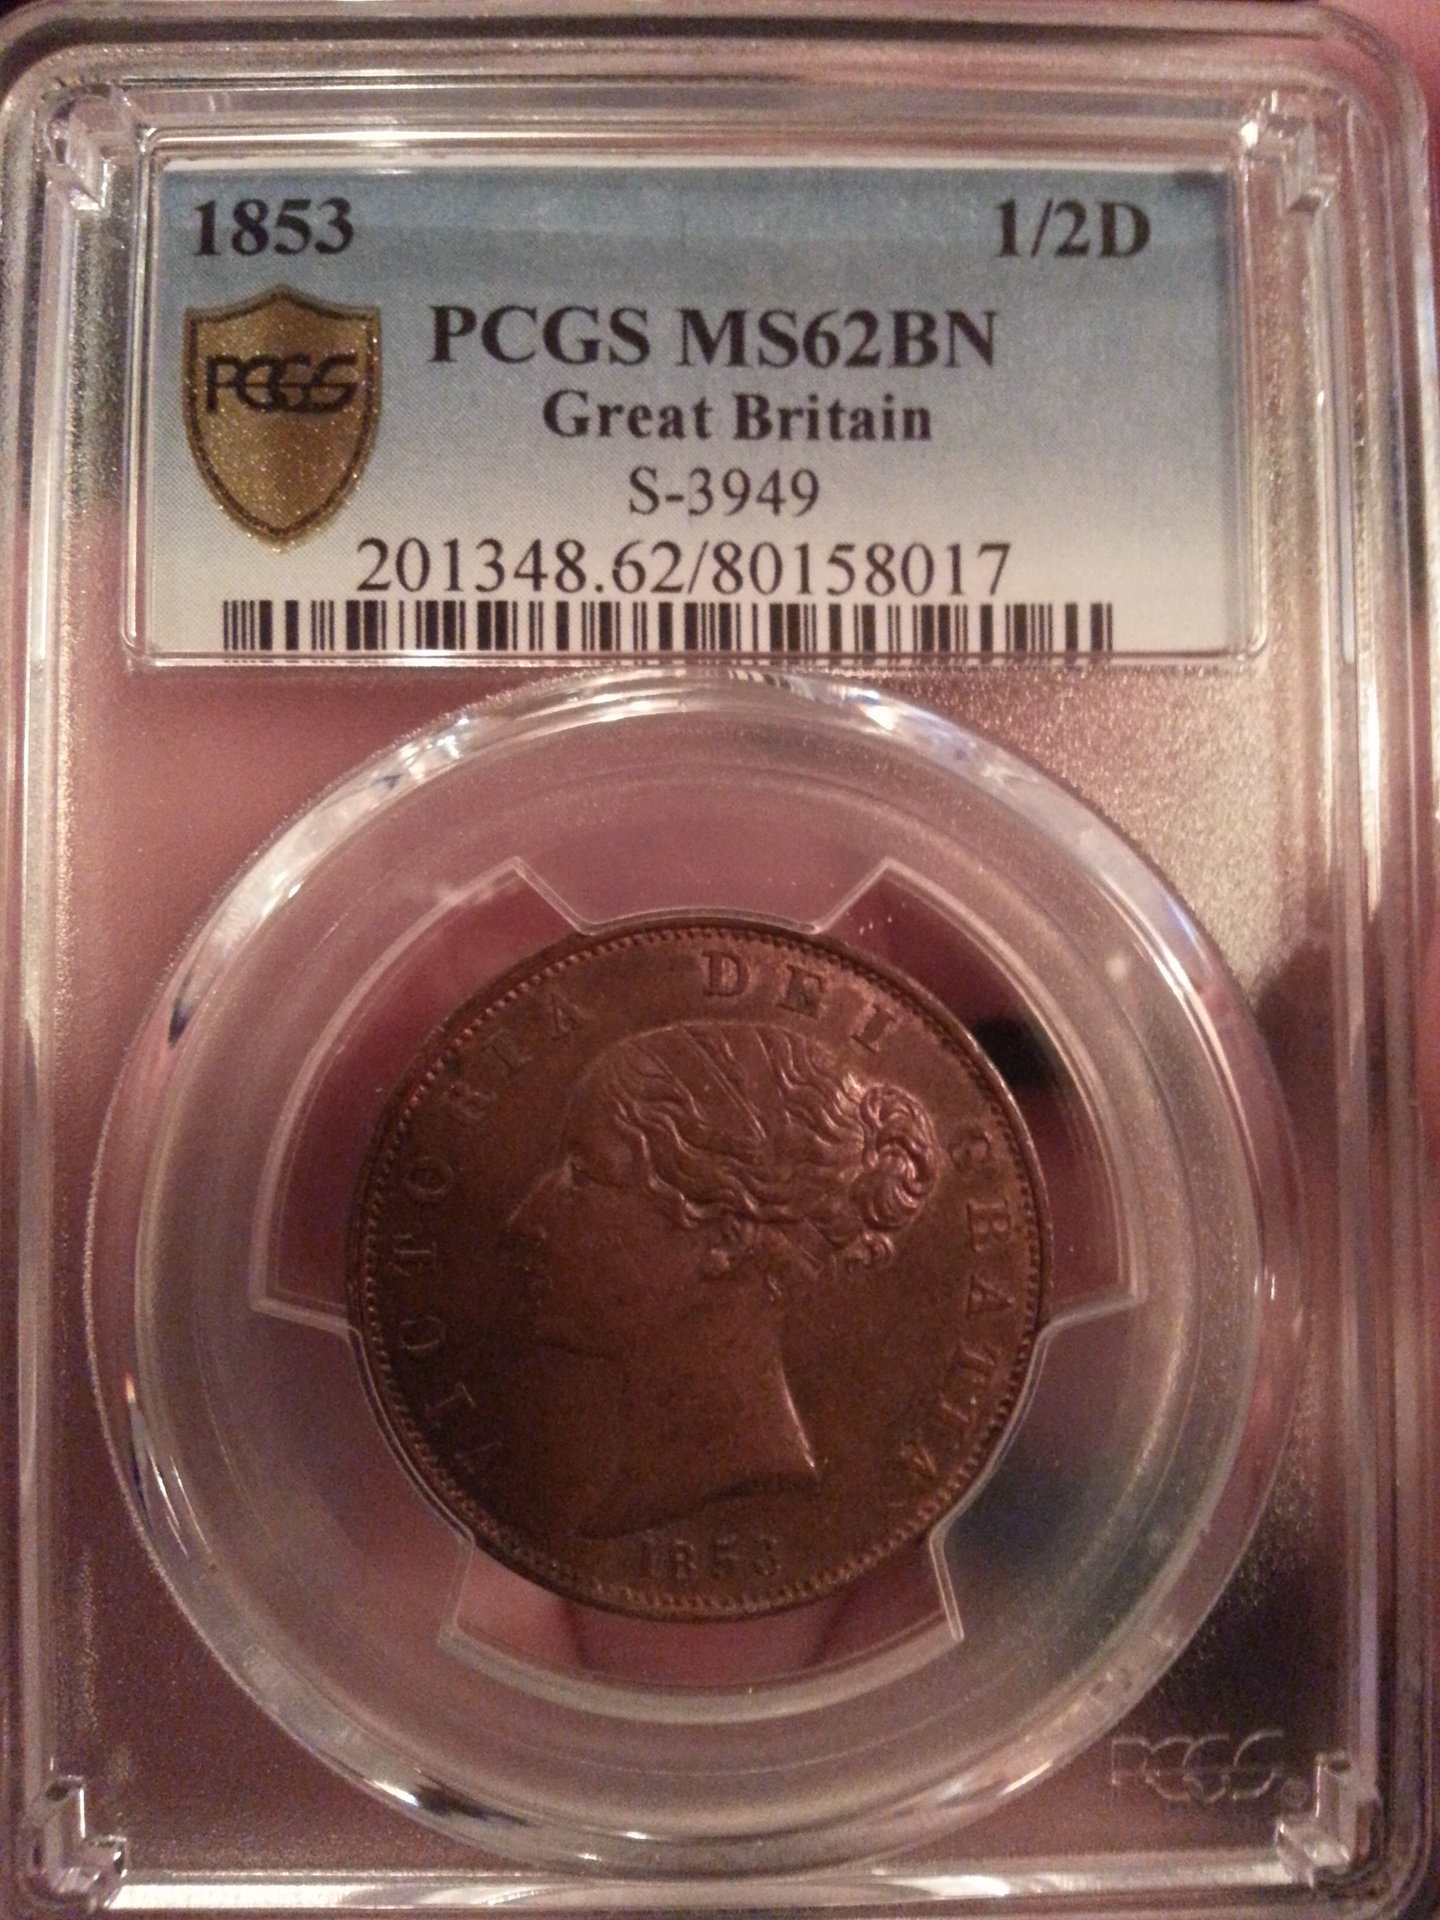 1853 1/2D
PCGS
PCGS MS62BN
Great Britain
S-3949
201348.62/80158017
VICTORIA DEI GRATIA
1853
PCGS®